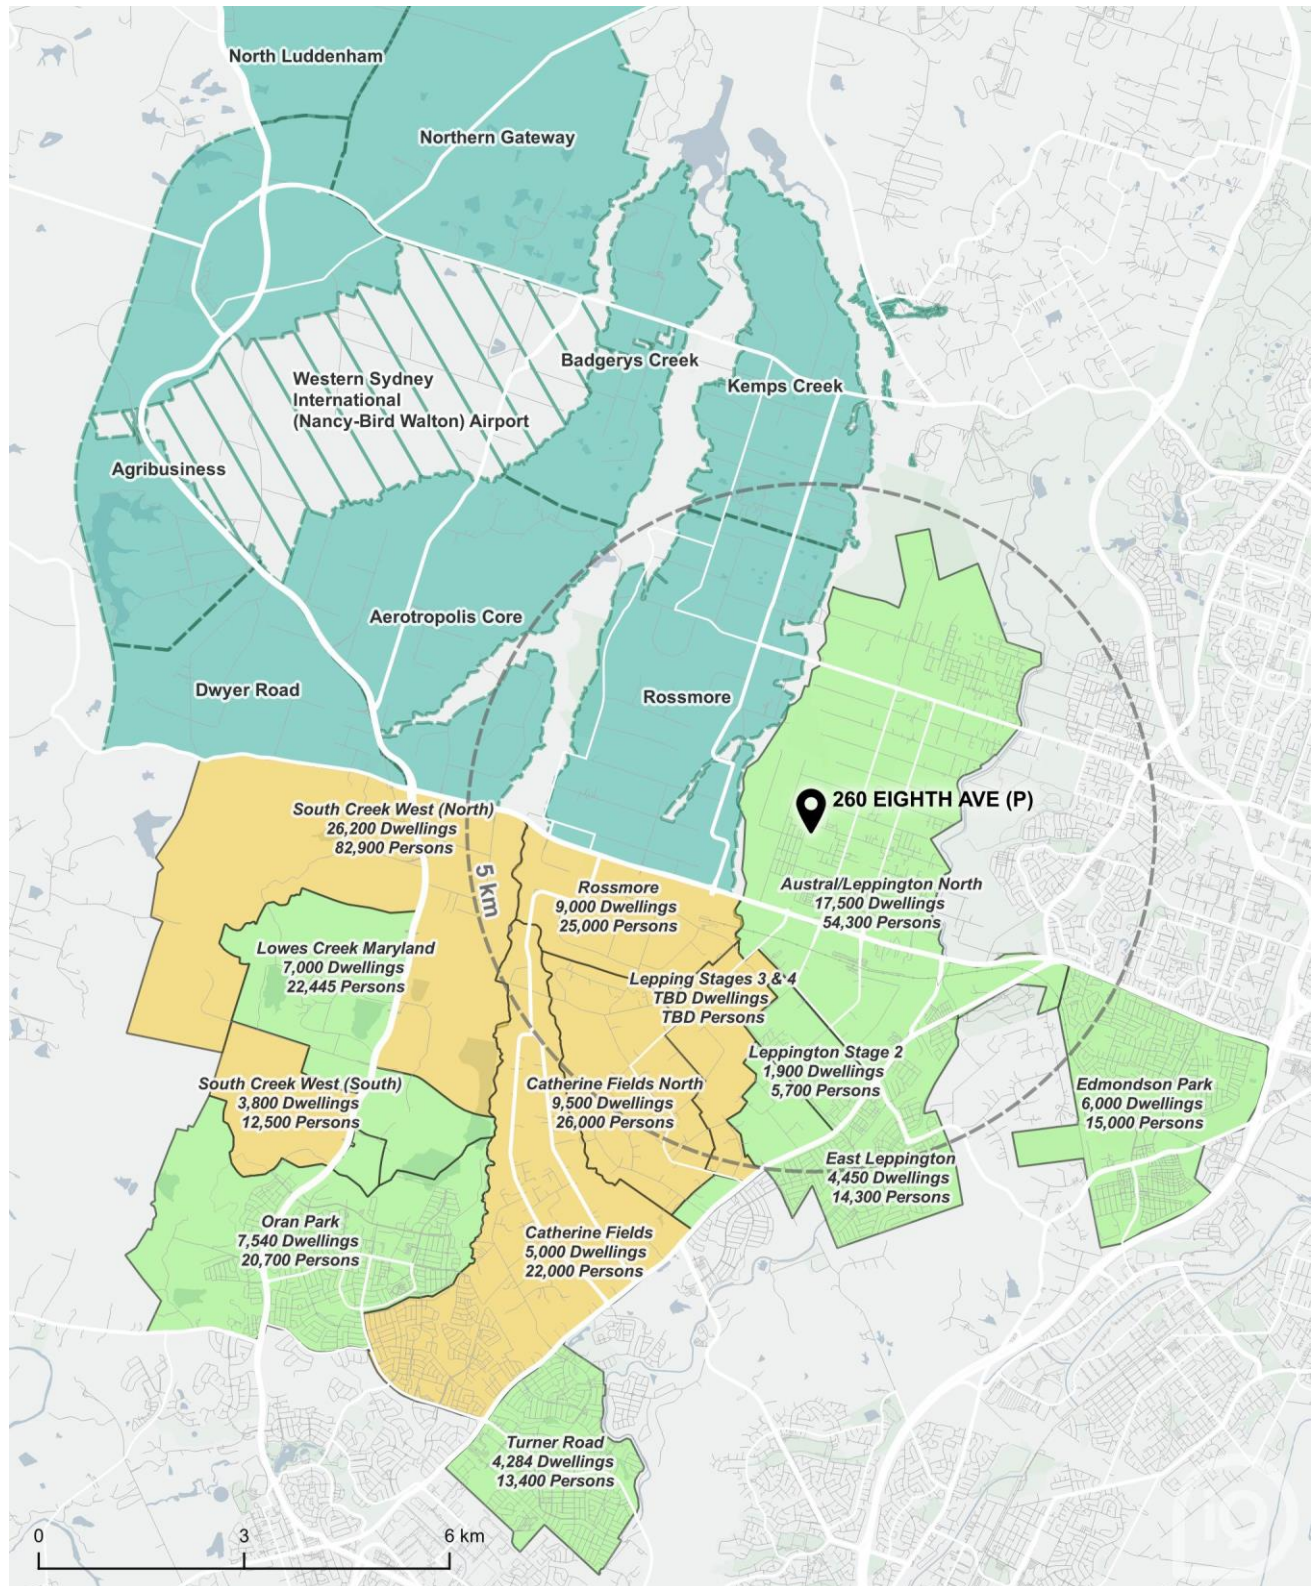 North Luddenham
Northern Gateway
Badgerys Creek
Kemps Creek
Western Sydney
International
(Nancy-Bird Walton) Airport
Agribusiness
Aerotropolis Core
Dwyer Road
Rossmore
260 EIGHTH AVE (P)
South Creek West (North)
26,200 Dwellings
82,900 Persons
5 km
Rossmore
9,000 Dwellings
25,000 Persons
Austral/Leppington North
17,500 Dwellings
54,300 Persons
Lowes Creek Maryland
7,000 Dwellings
22,445 Persons
Lepping Stages 3 & 4
TBD Dwellings
TBD Persons
Leppington Stage 2
1,900 Dwellings
5,700 Persons
South Creek West (South)
3,800 Dwellings
12,500 Persons
Catherine Fields North
9,500 Dwellings
26,000 Persons
Edmondson Park
6,000 Dwellings
15,000 Persons
East Leppington
4,450 Dwellings
14,300 Persons
Oran Park
7,540 Dwellings
20,700 Persons
Catherine Fields
5,000 Dwellings
22,000 Persons
Turner Road
4,284 Dwellings
13,400 Persons
0 3 6 km